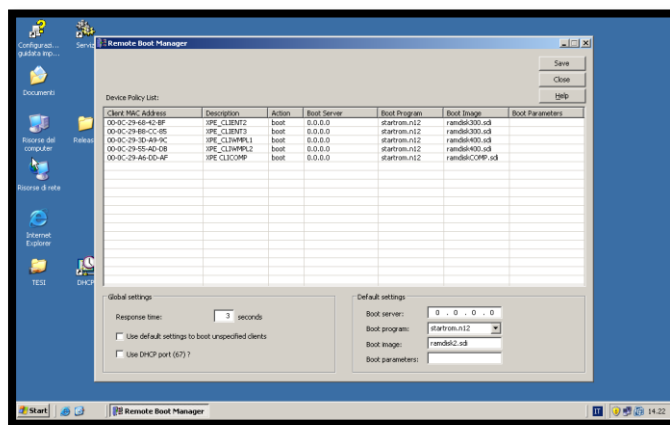 Configurazi...
guidata imp...
Documenti
Risorse del
computer
Risorse di rete
Internet
Explorer
TESI
Servizi
Releas
DHCP
Remote Boot Manager
Save
Close
Help
Device Policy List:
Client MAC Address Description Action Boot Server Boot Program Boot Image Boot Parameters
00-0C-29-68-42-BF XPE_CLIENT2 boot 0.0.0.0 startrom.n12 ramdisk300.sdi
00-0C-29-BB-CC-85 XPE_CLIENT3 boot 0.0.0.0 startrom.n12 ramdisk300.sdi
00-0C-29-3D-A9-9C XPE_CLIWMPL1 boot 0.0.0.0 startrom.n12 ramdisk400.sdi
00-0C-29-55-AD-DB XPE_CLIWMPL2 boot 0.0.0.0 startrom.n12 ramdisk400.sdi
00-0C-29-A6-DD-AF XPE CLICOMP boot 0.0.0.0 startrom.n12 ramdiskCOMP.sdi
Global settings
Response time: 3 seconds
Use default settings to boot unspecified clients
Use DHCP port (67) ?
Default settings
Boot server: 0 . 0 . 0 . 0
Boot program: startrom.n12
Boot image: ramdisk2.sdi
Boot parameters:
Start
Remote Boot Manager
IT
14.22